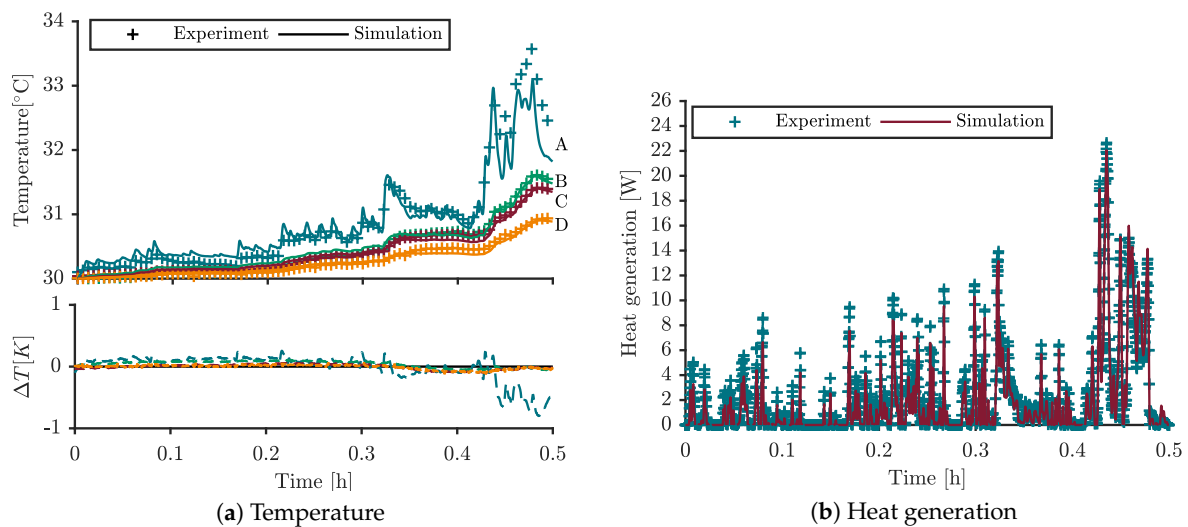 34
33
32
31
30
Temperature[°C]
Experiment
Simulation
A
B
C
D
1
0
-1
ΔT[K]
0
0.1
0.2
0.3
0.4
0.5
Time [h]
(a) Temperature
26
24
22
20
18
16
14
12
10
8
6
4
2
0
Heat generation [W]
Experiment
Simulation
0
0.1
0.2
0.3
0.4
0.5
Time [h]
(b) Heat generation